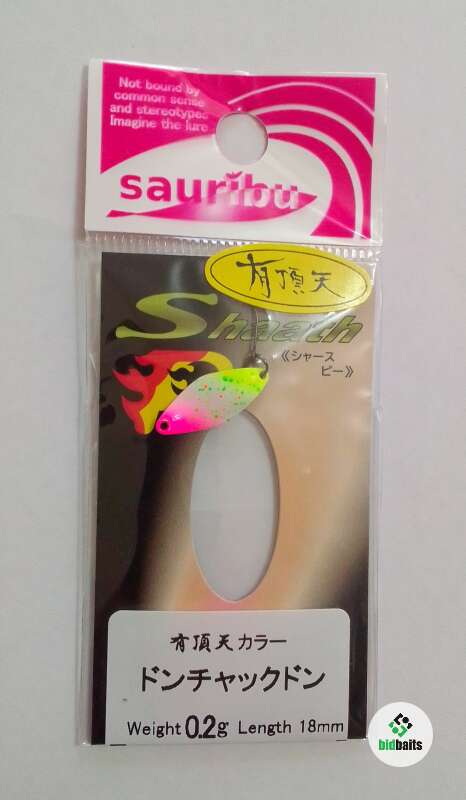 Not bound by
common sense
and stereotypes
Imagine the lure
sauribu
有頂天
Shaath
《シャース
ピー》
有頂天カラー
ドンチャックドン
Weight 0.2g Length 18mm
bidbaits